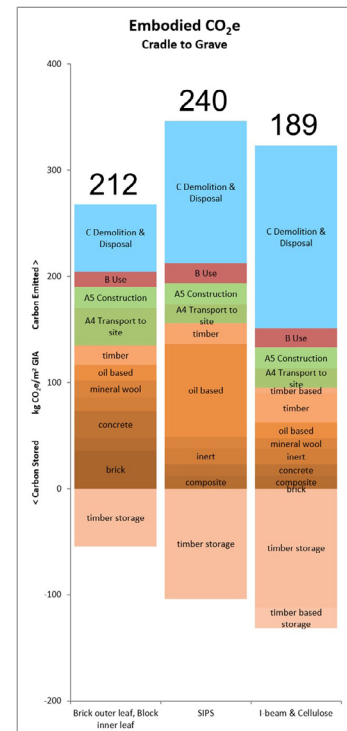 Embodied CO₂e
Cradle to Grave
400
300
200
100
0
-100
-200
< Carbon Stored
kg CO₂e/m² GIA
Carbon Emitted >
212
C Demolition &
Disposal
B Use
A5 Construction
A4 Transport to
site
timber
oil based
mineral wool
concrete
brick
timber storage
Brick outer leaf, Block
inner leaf
240
C Demolition &
Disposal
B Use
A5 Construction
A4 Transport to
site
timber
oil based
inert
composite
timber storage
SIPS
189
C Demolition &
Disposal
B Use
A5 Construction
A4 Transport to
site
timber based
timber
oil based
mineral wool
inert
concrete
composite
brick
timber storage
timber based
storage
I-beam & Cellulose